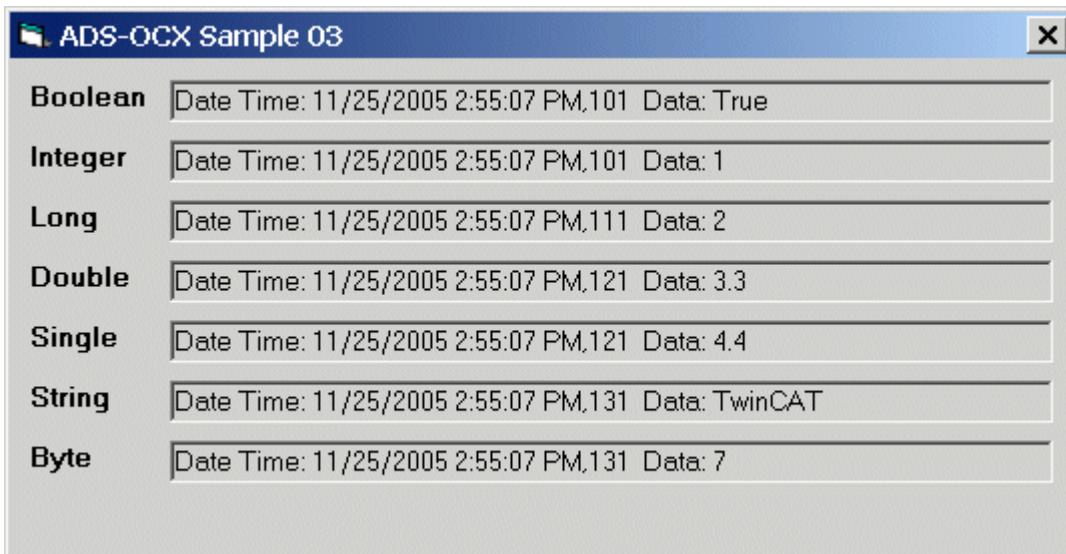 ADS-OCX Sample 03
Boolean Date Time: 11/25/2005 2:55:07 PM,101 Data: True
Integer Date Time: 11/25/2005 2:55:07 PM,101 Data: 1
Long Date Time: 11/25/2005 2:55:07 PM,111 Data: 2
Double Date Time: 11/25/2005 2:55:07 PM,121 Data: 3.3
Single Date Time: 11/25/2005 2:55:07 PM,121 Data: 4.4
String Date Time: 11/25/2005 2:55:07 PM,131 Data: TwinCAT
Byte Date Time: 11/25/2005 2:55:07 PM,131 Data: 7